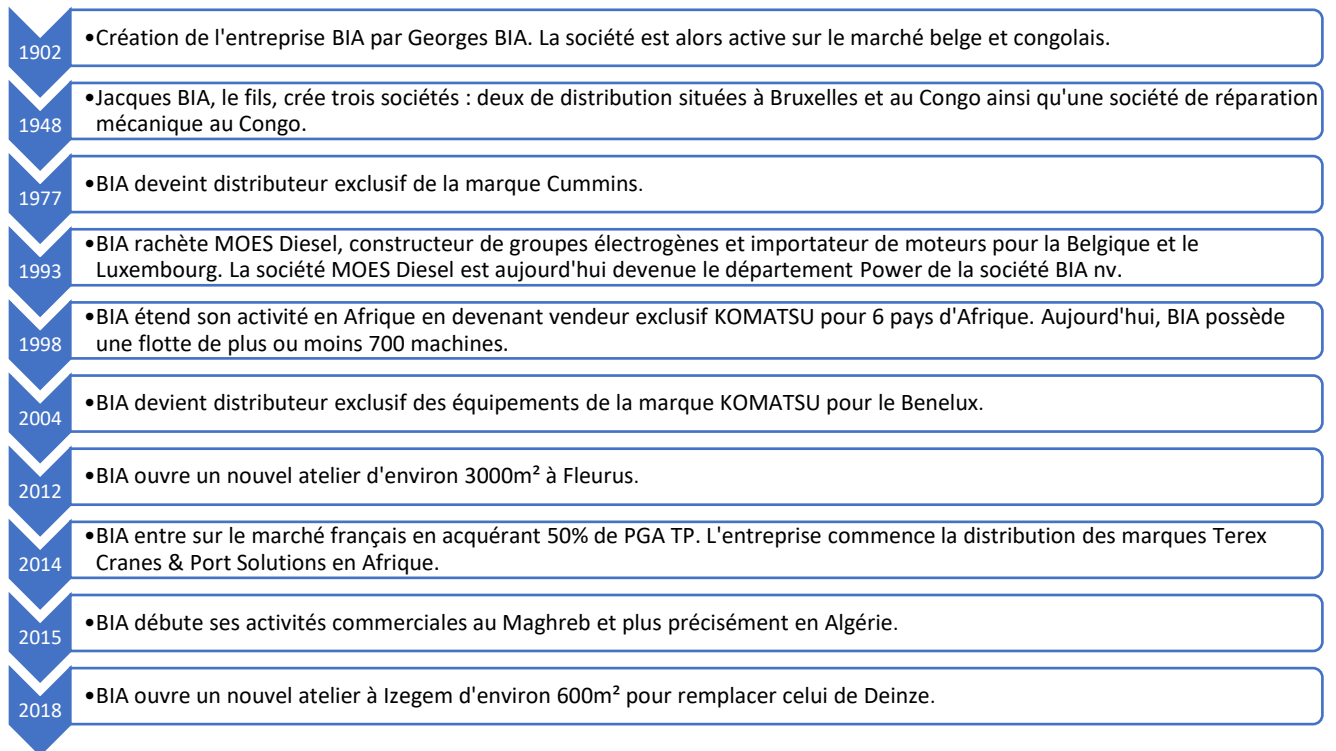 1902
•Création de l'entreprise BIA par Georges BIA. La société est alors active sur le marché belge et congolais.
1948
•Jacques BIA, le fils, crée trois sociétés : deux de distribution situées à Bruxelles et au Congo ainsi qu'une société de réparation
mécanique au Congo.
1977
•BIA deveint distributeur exclusif de la marque Cummins.
1993
•BIA rachète MOES Diesel, constructeur de groupes électrogènes et importateur de moteurs pour la Belgique et le
Luxembourg. La société MOES Diesel est aujourd'hui devenue le département Power de la société BIA nv.
1998
•BIA étend son activité en Afrique en devenant vendeur exclusif KOMATSU pour 6 pays d'Afrique. Aujourd'hui, BIA possède
une flotte de plus ou moins 700 machines.
2004
•BIA devient distributeur exclusif des équipements de la marque KOMATSU pour le Benelux.
2012
•BIA ouvre un nouvel atelier d'environ 3000m² à Fleurus.
2014
•BIA entre sur le marché français en acquérant 50% de PGA TP. L'entreprise commence la distribution des marques Terex
Cranes & Port Solutions en Afrique.
2015
•BIA débute ses activités commerciales au Maghreb et plus précisément en Algérie.
2018
•BIA ouvre un nouvel atelier à Izegem d'environ 600m² pour remplacer celui de Deinze.